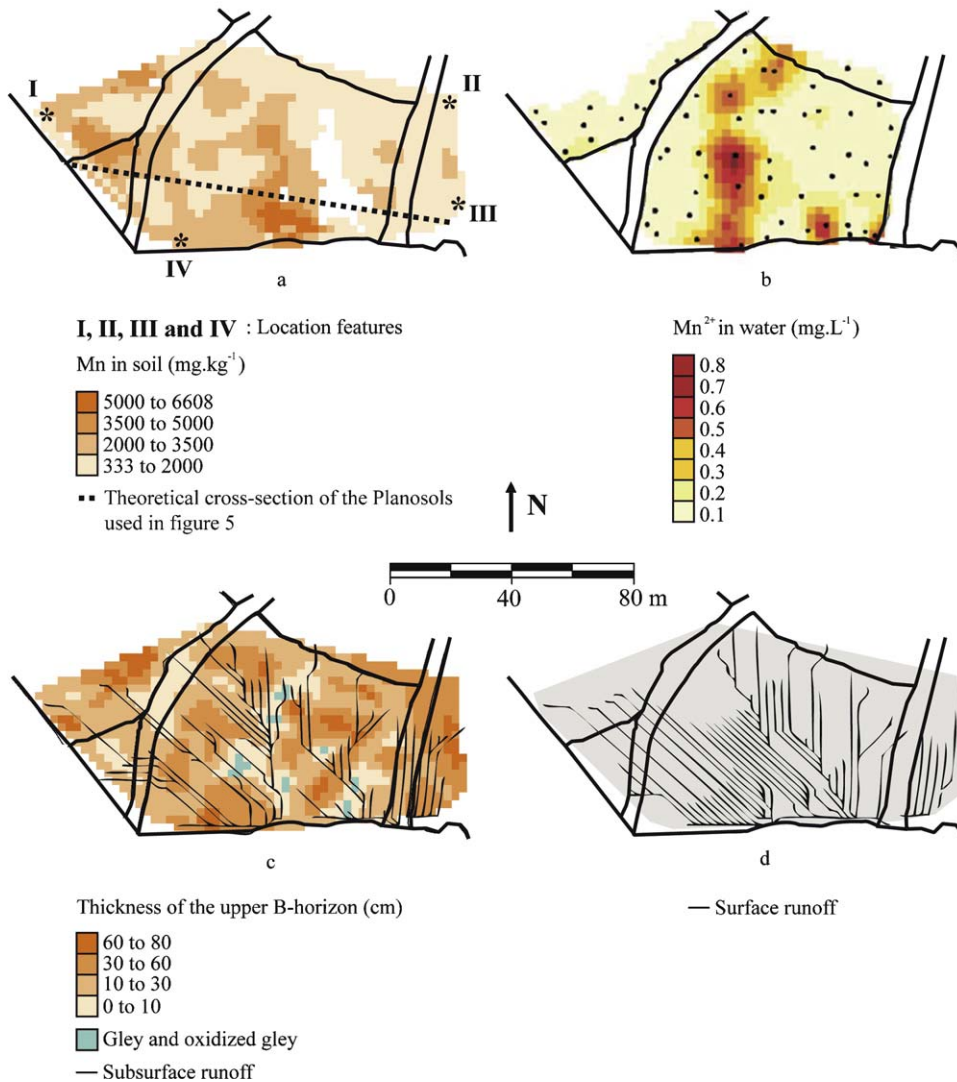 I
II
III
IV
a
b
I, II, III and IV : Location features
Mn in soil (mg.kg⁻¹)
5000 to 6608
3500 to 5000
2000 to 3500
333 to 2000
Theoretical cross-section of the Planosols
used in figure 5
Mn²⁺ in water (mg.L⁻¹)
0.8
0.7
0.6
0.5
0.4
0.3
0.2
0.1
N
0 40 80 m
c
d
Thickness of the upper B-horizon (cm)
60 to 80
30 to 60
10 to 30
0 to 10
Gley and oxidized gley
Subsurface runoff
Surface runoff